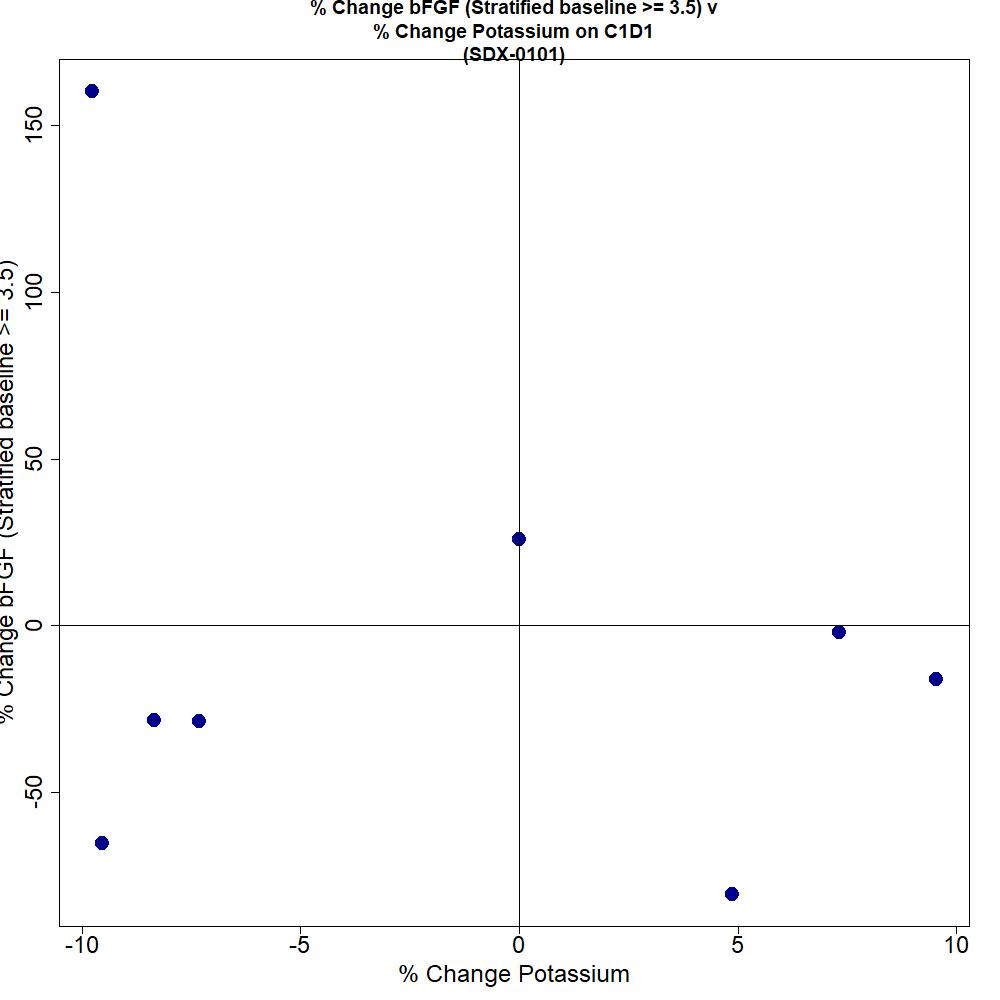 % Change bFGF (Stratified baseline >= 3.5) v
% Change Potassium on C1D1
(SDX-0101)
% Change bFGF (Stratified baseline >= 3.5)
150
100
50
0
-50
-10
-5
0
5
10
% Change Potassium